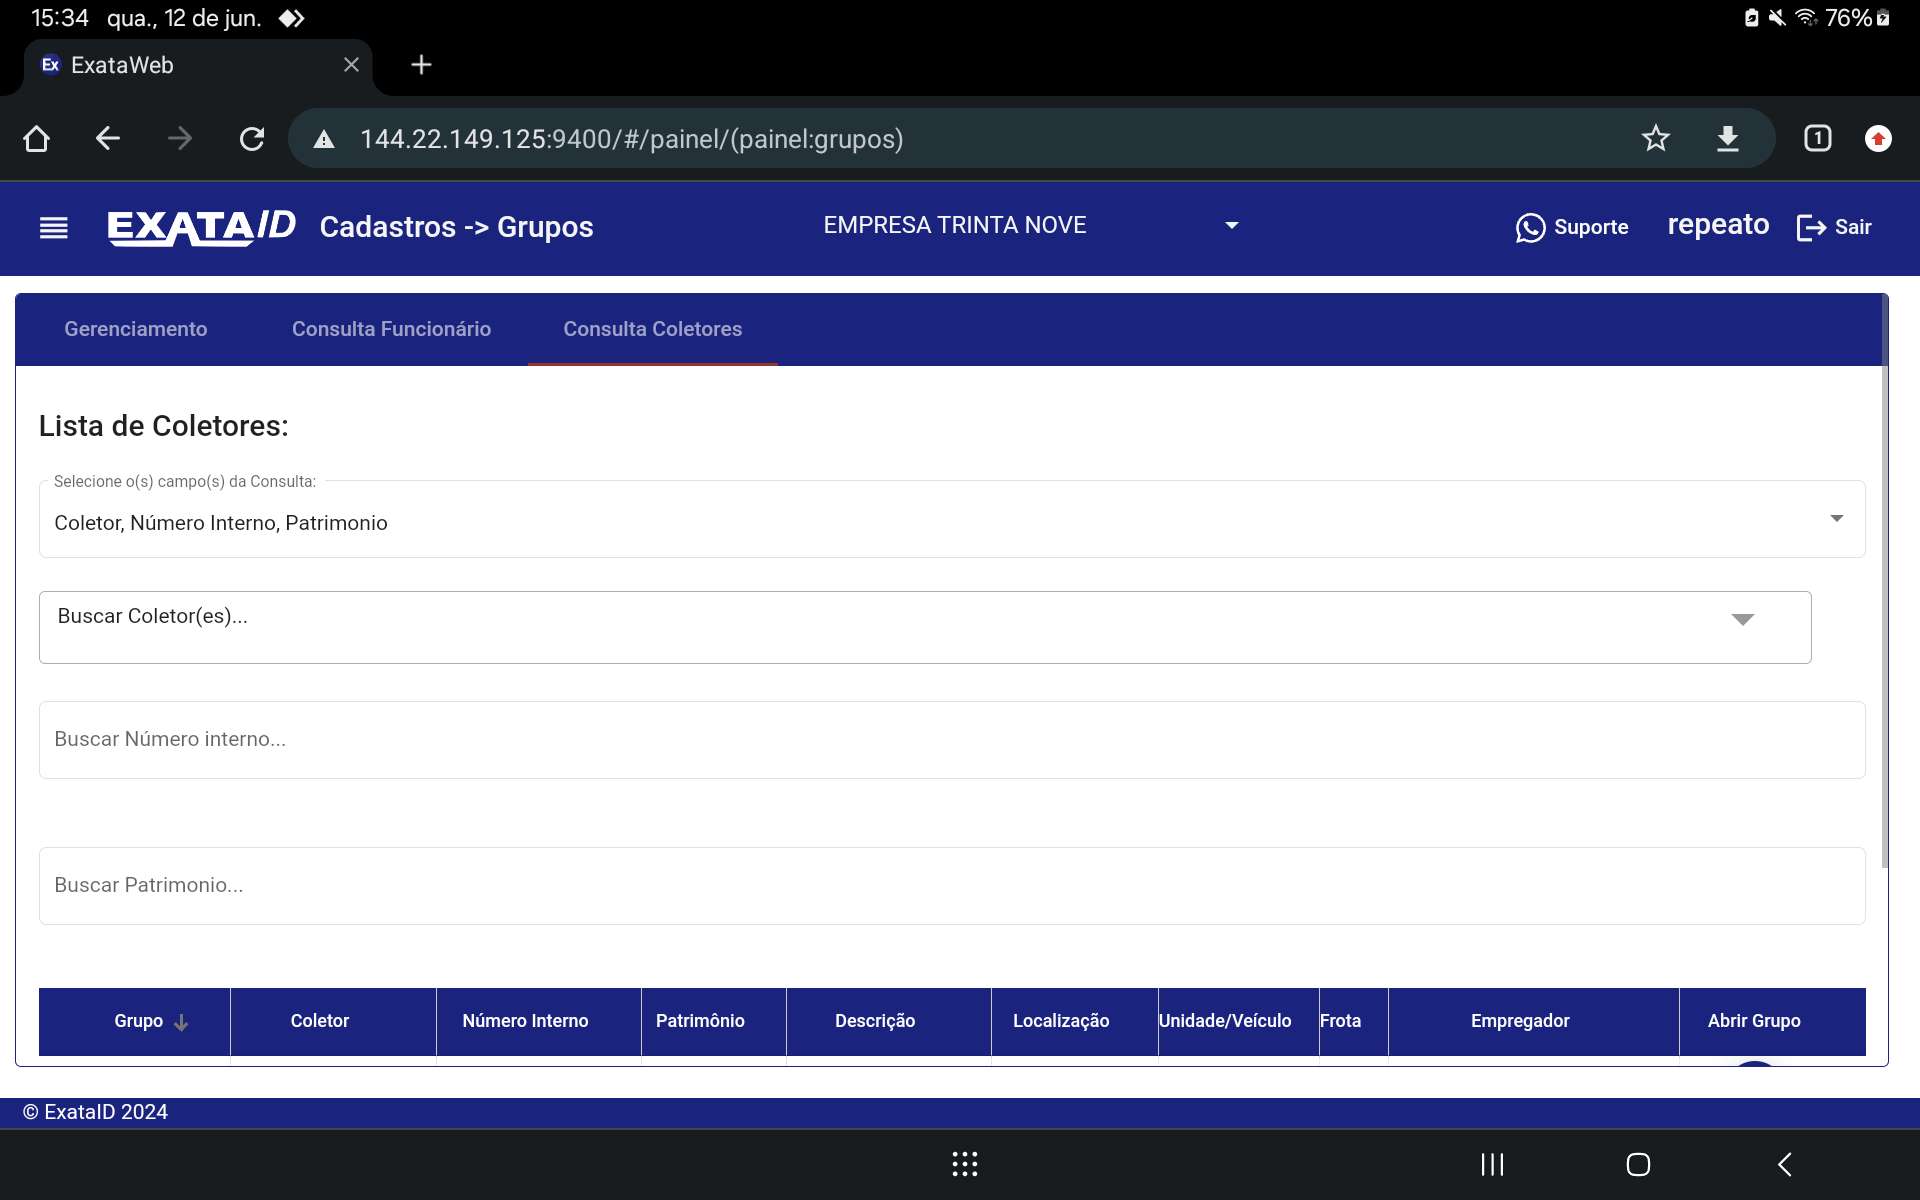 15:34 qua., 12 de jun.
76%
Ex ExataWeb
144.22.149.125:9400/#/painel/(painel:grupos)
1
EXATA ID Cadastros -> Grupos EMPRESA TRINTA NOVE Suporte repeato Sair
Gerenciamento Consulta Funcionário Consulta Coletores
Lista de Coletores:
Selecione o(s) campo(s) da Consulta:
Coletor, Número Interno, Patrimonio
Buscar Coletor(es)...
Buscar Número interno...
Buscar Patrimonio...
Grupo Coletor Número Interno Patrimônio Descrição Localização Unidade/Veículo Frota Empregador Abrir Grupo
© ExataID 2024